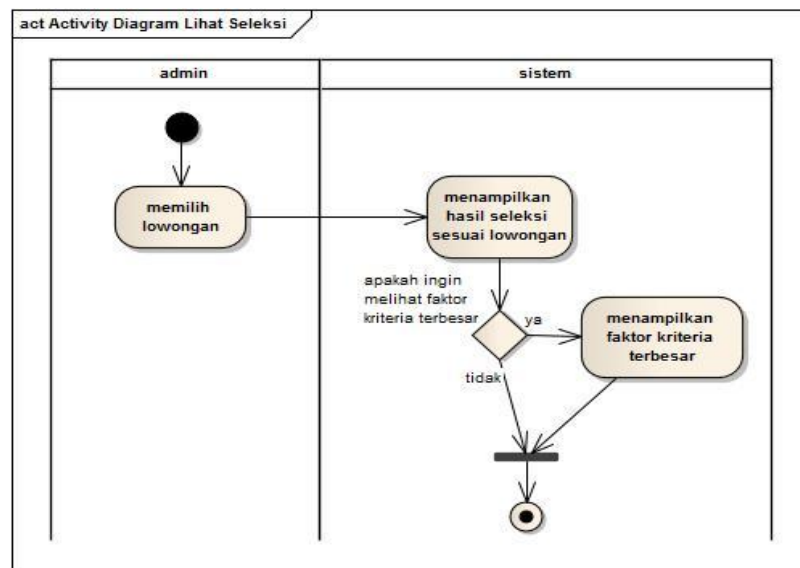 act Activity Diagram Lihat Seleksi
admin
sistem
memilih
lowongan
menampilkan
hasil seleksi
sesuai lowongan
apakah ingin
melihat faktor
kriteria terbesar
ya
menampilkan
faktor kriteria
terbesar
tidak